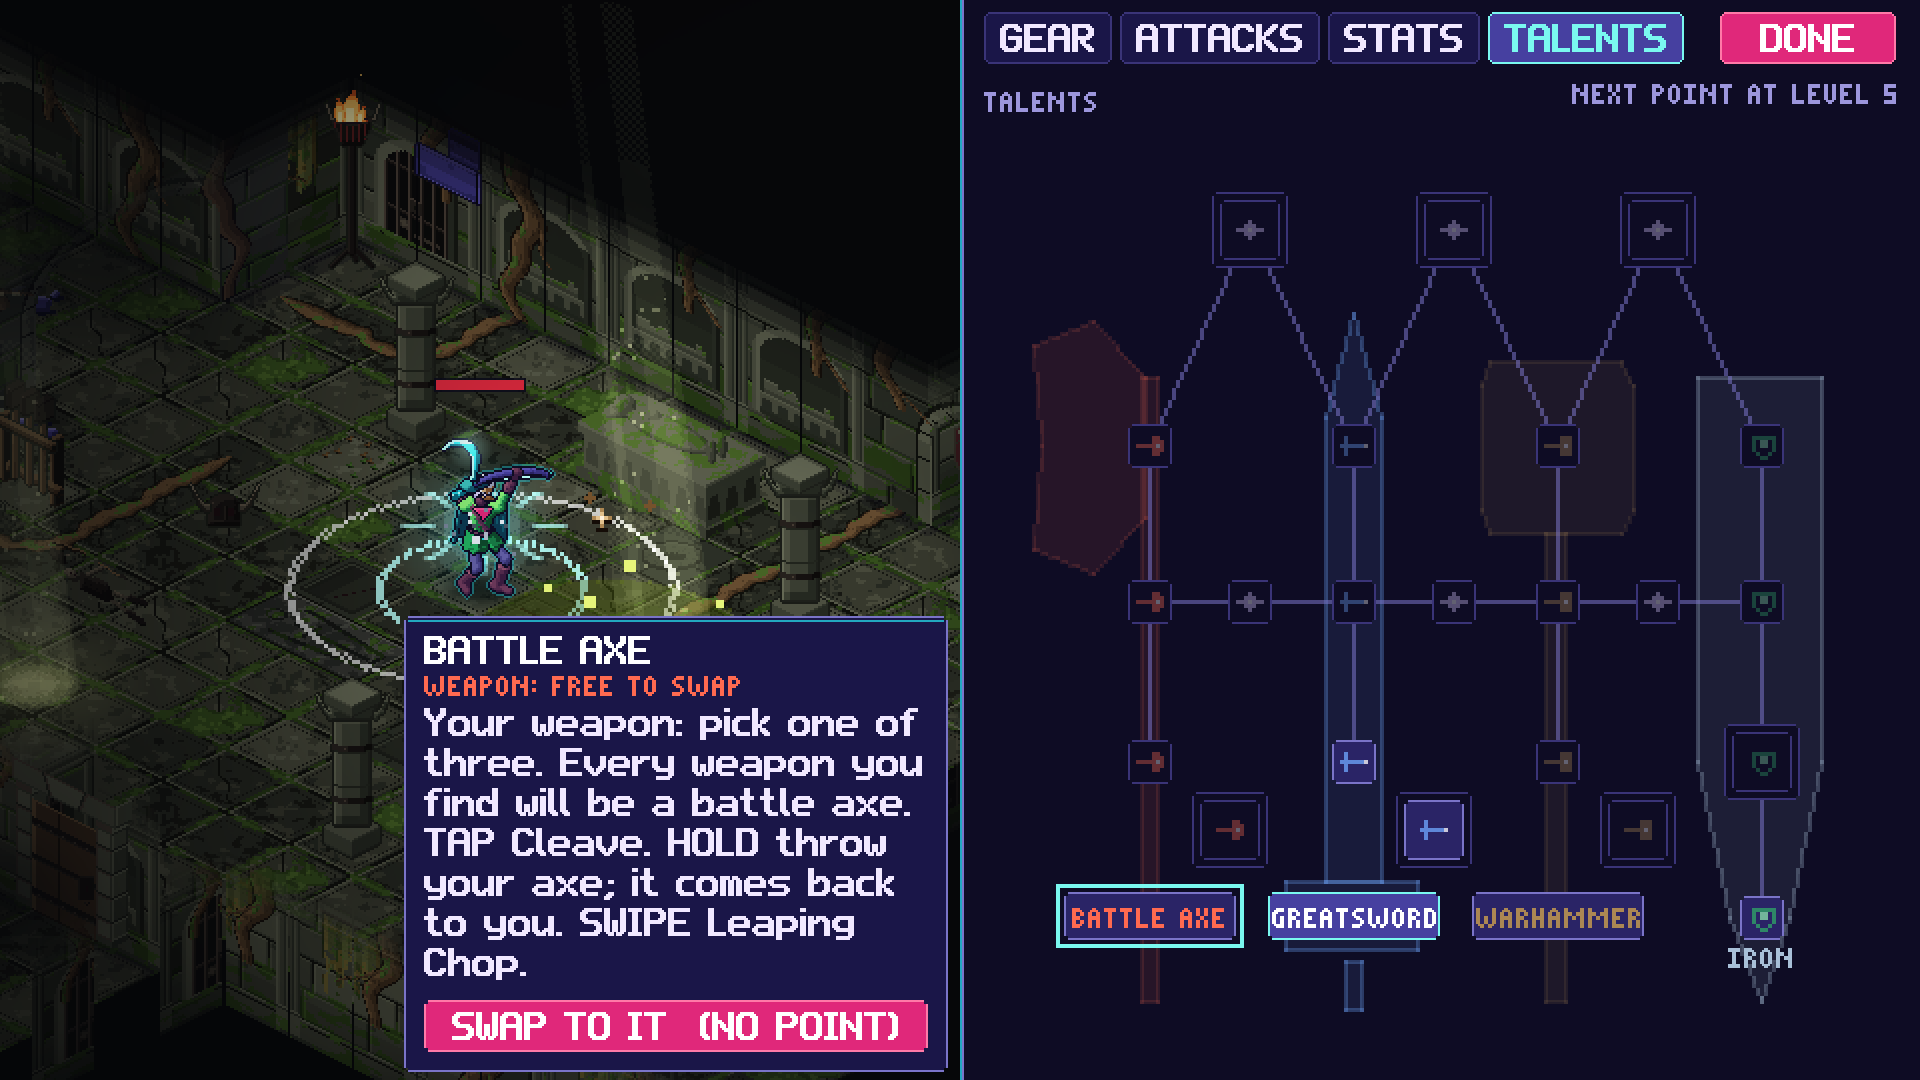 GEAR
ATTACKS
STATS
TALENTS
DONE
TALENTS
NEXT POINT AT LEVEL 5
BATTLE AXE
WEAPON: FREE TO SWAP
Your weapon: pick one of
three. Every weapon you
find will be a battle axe.
TAP Cleave. HOLD throw
your axe; it comes back
to you. SWIPE Leaping
Chop.
SWAP TO IT (NO POINT)
BATTLE AXE
GREATSWORD
WARHAMMER
IRON